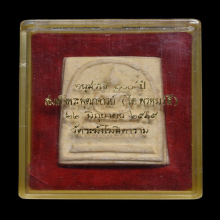 อนุสรณ์ ๑๐๐ ปี
สมเด็จพระพุฒาจารย์ (โต พรหมรังสี)
๒๒ มิถุนายน ๒๕๑๕
วัดระฆังโฆสิตาราม